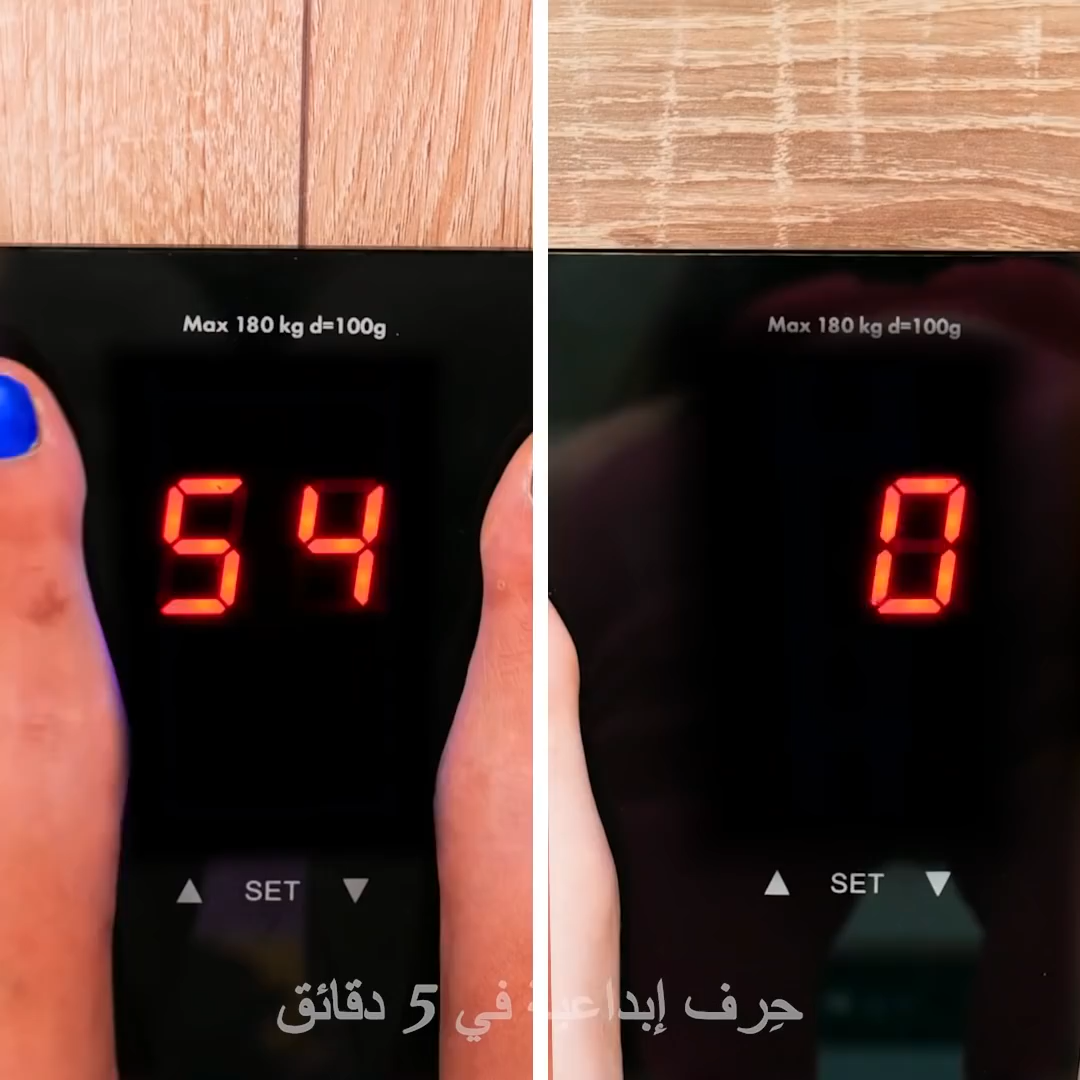 Max 180 kg d=100g
54
▲ SET ▼
Max 180 kg d=100g
0
▲ SET ▼
حِرف إبداعية في 5 دقائق